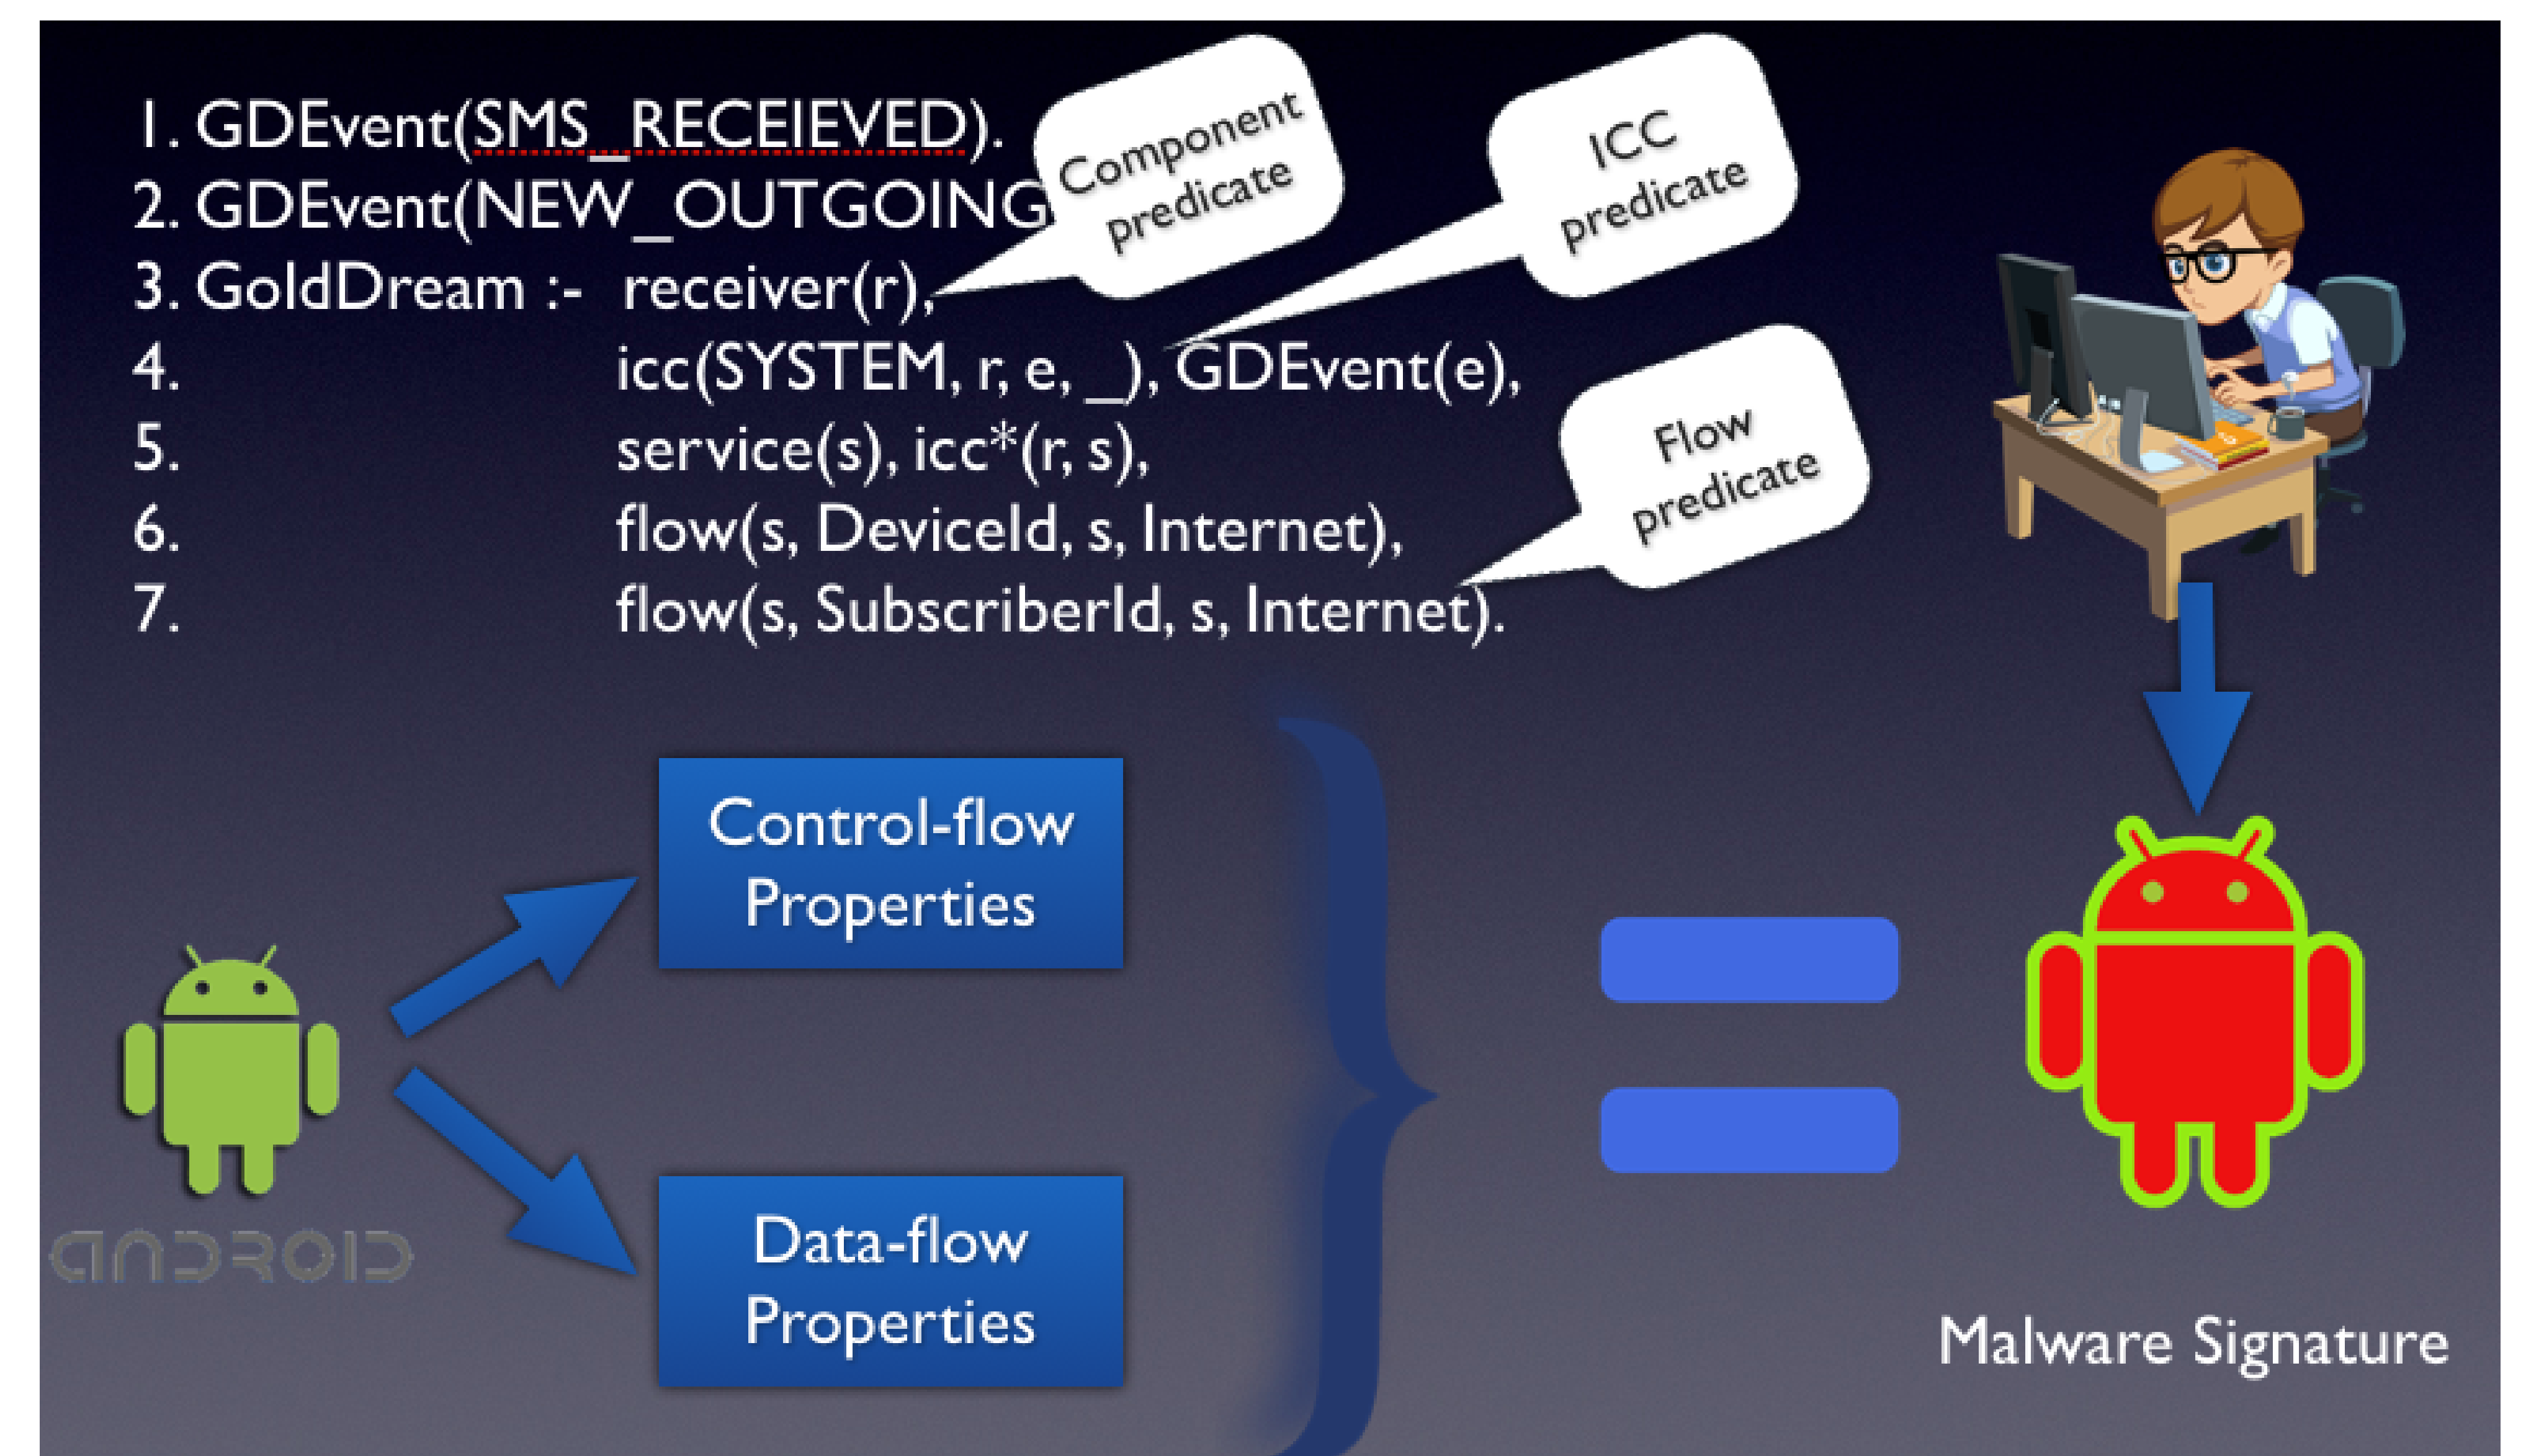 1. GDEvent(SMS_RECEIEVED).
2. GDEvent(NEW_OUTGOING
3. GoldDream :- receiver(r),
4. icc(SYSTEM, r, e, _), GDEvent(e),
5. service(s), icc*(r, s),
6. flow(s, DeviceId, s, Internet),
7. flow(s, SubscriberId, s, Internet).
Component
predicate
ICC
predicate
Flow
predicate
Control-flow
Properties
Data-flow
Properties
ANDROID
Malware Signature